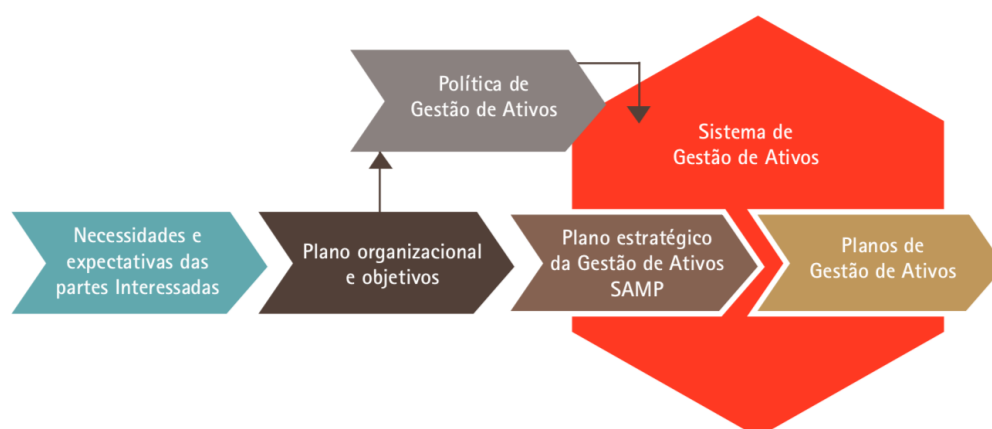 Política de
Gestão de Ativos
Sistema de
Gestão de Ativos
Necessidades e
expectativas das
partes Interessadas
Plano organizacional
e objetivos
Plano estratégico
da Gestão de Ativos
SAMP
Planos de
Gestão de Ativos